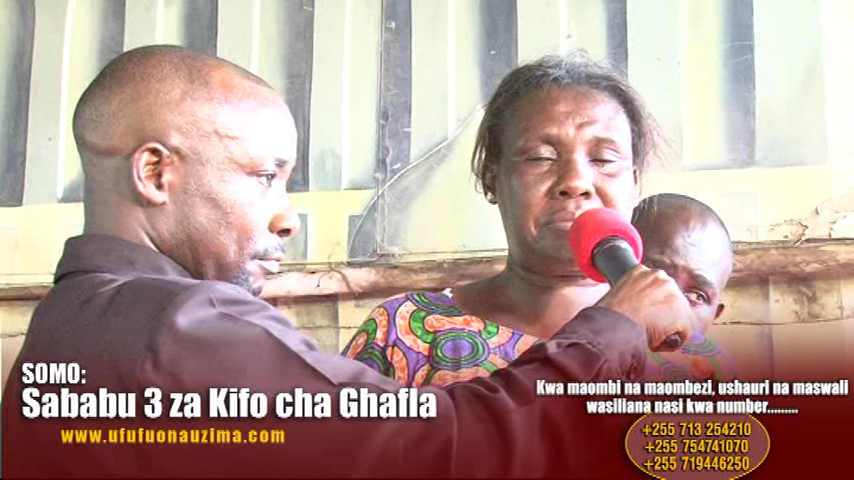 SOMO:
Sababu 3 za Kifo cha Ghafla
www.ufufuonauzima.com
Kwa maombi na maombezi, ushauri na maswali
wasiliana nasi kwa number.........
+255 713 254210
+255 754741070
+255 719446250